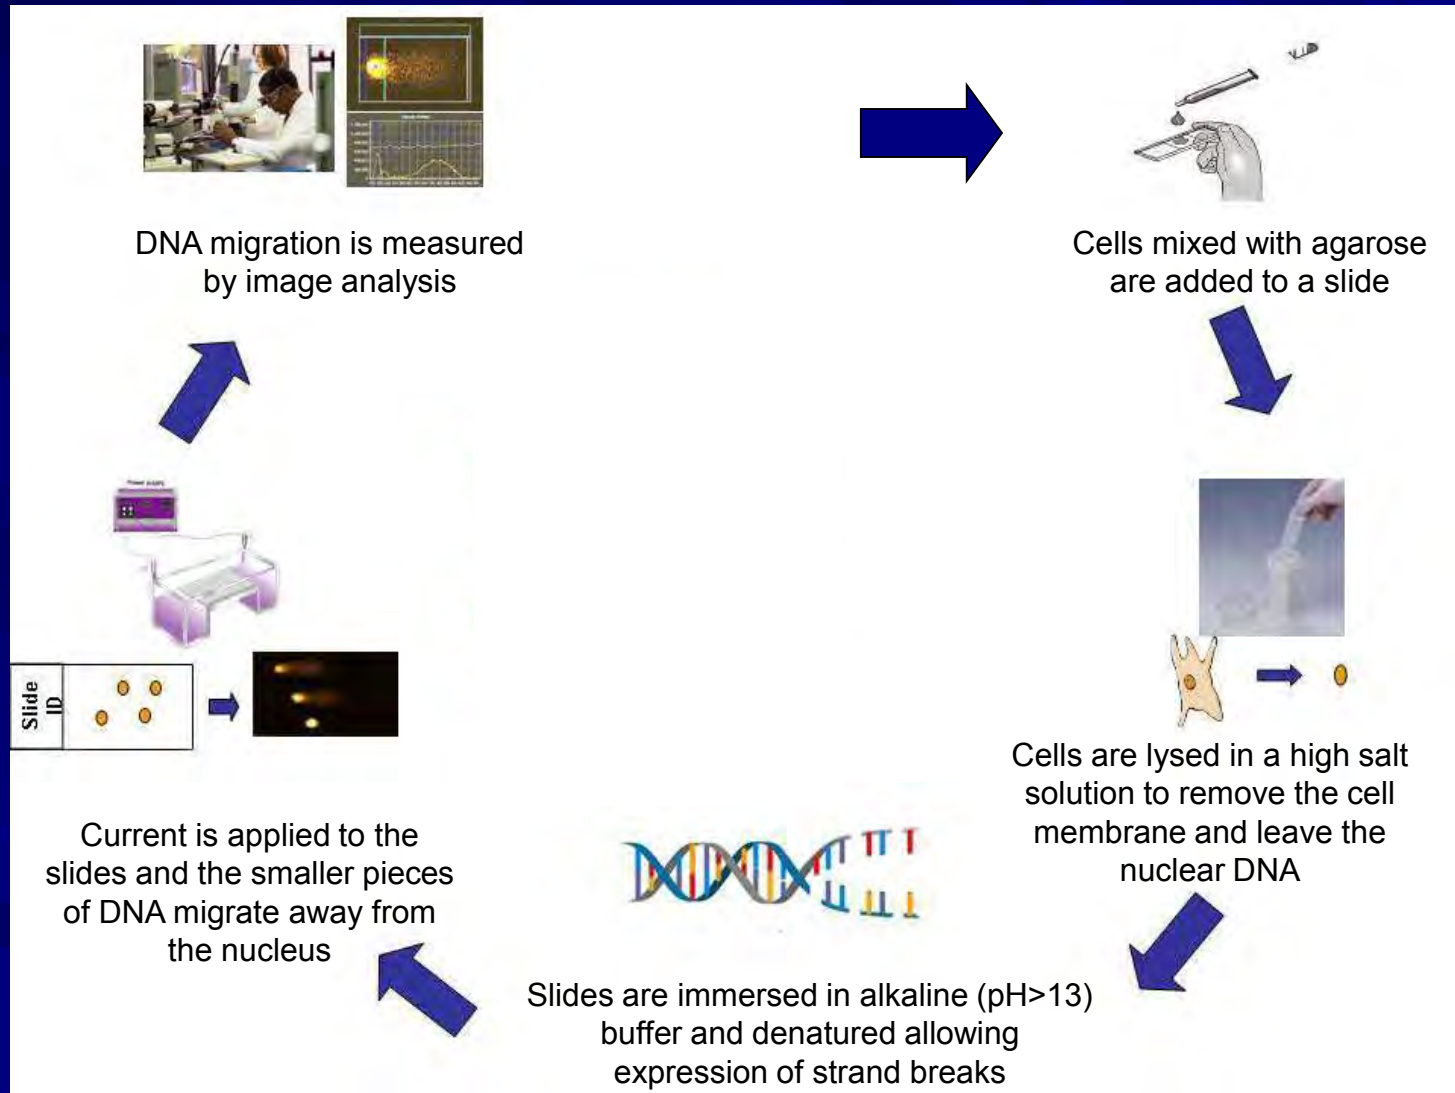 DNA migration is measured
by image analysis
Cells mixed with agarose
are added to a slide
Power supply
Slide
ID
Cells are lysed in a high salt
solution to remove the cell
membrane and leave the
nuclear DNA
Current is applied to the
slides and the smaller pieces
of DNA migrate away from
the nucleus
Slides are immersed in alkaline (pH>13)
buffer and denatured allowing
expression of strand breaks